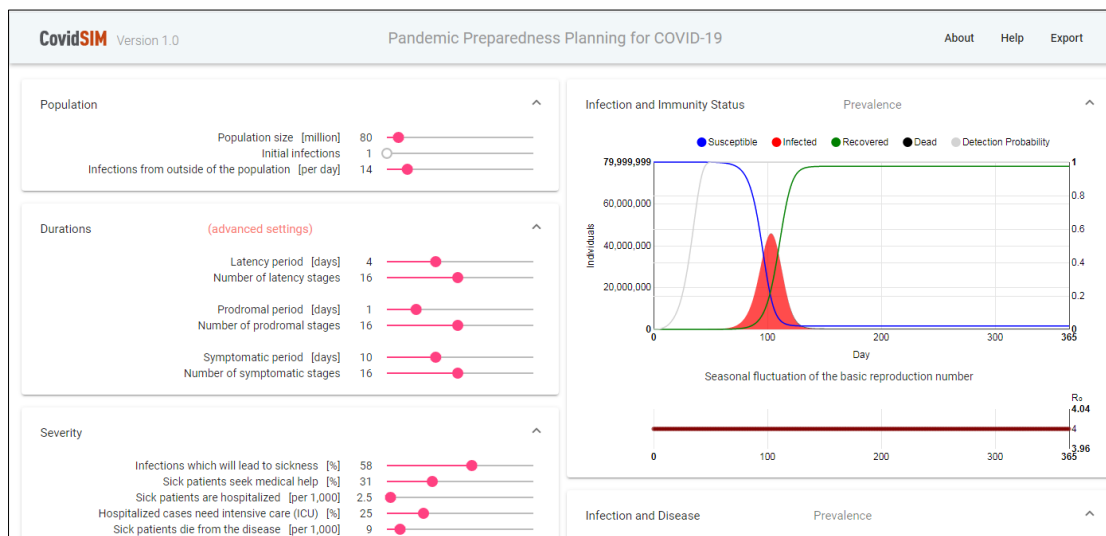 CovidSIM Version 1.0
Pandemic Preparedness Planning for COVID-19
About Help Export
Population
Population size [million] 80
Initial infections 1
Infections from outside of the population [per day] 14
Durations (advanced settings)
Latency period [days] 4
Number of latency stages 16
Prodromal period [days] 1
Number of prodromal stages 16
Symptomatic period [days] 10
Number of symptomatic stages 16
Severity
Infections which will lead to sickness [%] 58
Sick patients seek medical help [%] 31
Sick patients are hospitalized [per 1,000] 2.5
Hospitalized cases need intensive care (ICU) [%] 25
Sick patients die from the disease [per 1,000] 9
Infection and Immunity Status Prevalence
Susceptible Infected Recovered Dead Detection Probability
79,999,999 1
0.8
60,000,000
0.6
Individuals
40,000,000
0.4
20,000,000
0.2
0 0
0 100 200 300 365
Day
Seasonal fluctuation of the basic reproduction number
R₀
4.04
4
3.96
0 100 200 300 365
Infection and Disease Prevalence